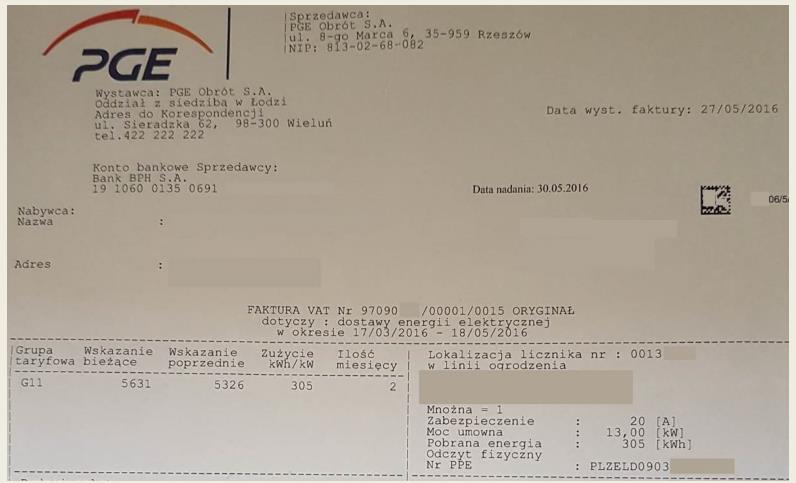 PGE
Sprzedawca:
PGE Obrót S.A.
ul. 8-go Marca 6, 35-959 Rzeszów
NIP: 813-02-68-082
Wystawca: PGE Obrót S.A.
Oddział z siedzibą w Łodzi
Adres do Korespondencji
ul. Sieradzka 62, 98-300 Wieluń
tel.422 222 222
Data wyst. faktury: 27/05/2016
Konto bankowe Sprzedawcy:
Bank BPH S.A.
19 1060 0135 0691
Data nadania: 30.05.2016
06/5
Nabywca:
Nazwa :
Adres :
FAKTURA VAT Nr 97090 /00001/0015 ORYGINAŁ
dotyczy : dostawy energii elektrycznej
w okresie 17/03/2016 - 18/05/2016
Grupa Wskazanie Wskazanie Zużycie Ilość
taryfowa bieżące poprzednie kWh/kW miesięcy
G11 5631 5326 305 2
Lokalizacja licznika nr : 0013
w linii ogrodzenia
Mnożna = 1
Zabezpieczenie : 20 [A]
Moc umowna : 13,00 [kW]
Pobrana energia : 305 [kWh]
Odczyt fizyczny
Nr PPE : PLZELD0903